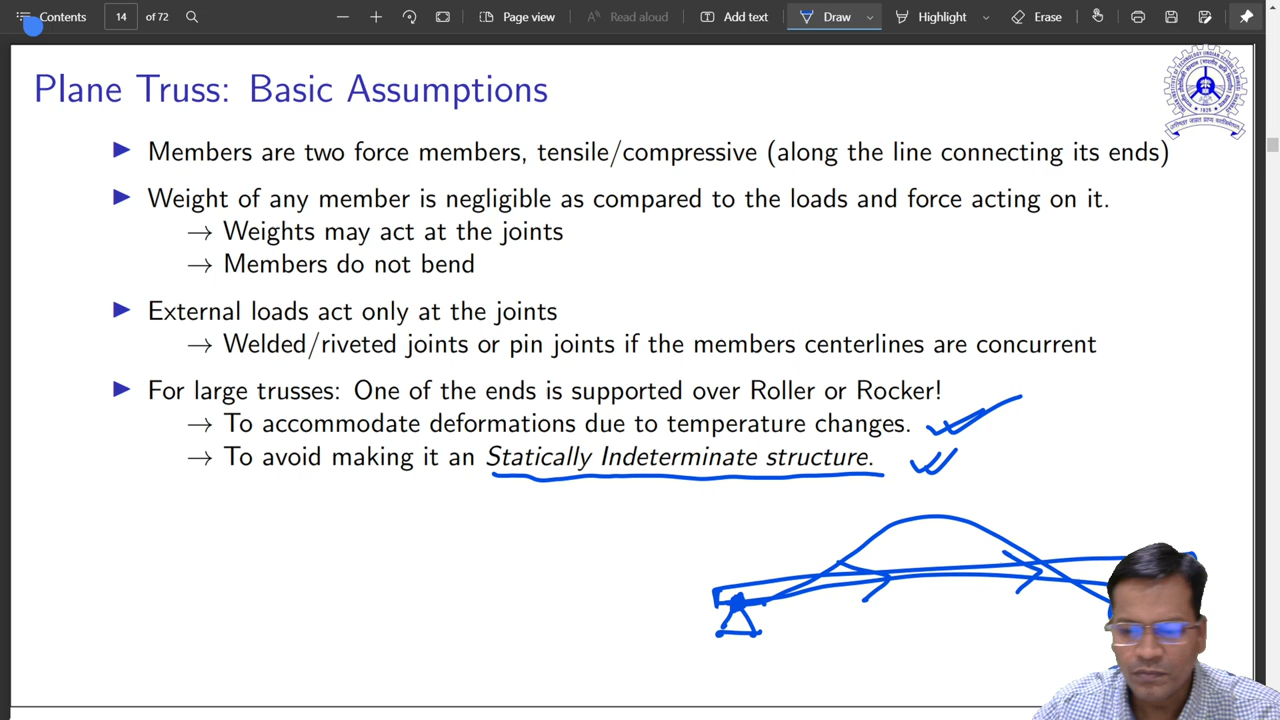 Contents 14 of 72 Page view Read aloud Add text Draw Highlight Erase
Plane Truss: Basic Assumptions
▶ Members are two force members, tensile/compressive (along the line connecting its ends)
▶ Weight of any member is negligible as compared to the loads and force acting on it.
→ Weights may act at the joints
→ Members do not bend
▶ External loads act only at the joints
→ Welded/riveted joints or pin joints if the members centerlines are concurrent
▶ For large trusses: One of the ends is supported over Roller or Rocker!
→ To accommodate deformations due to temperature changes.
→ To avoid making it an Statically Indeterminate structure.